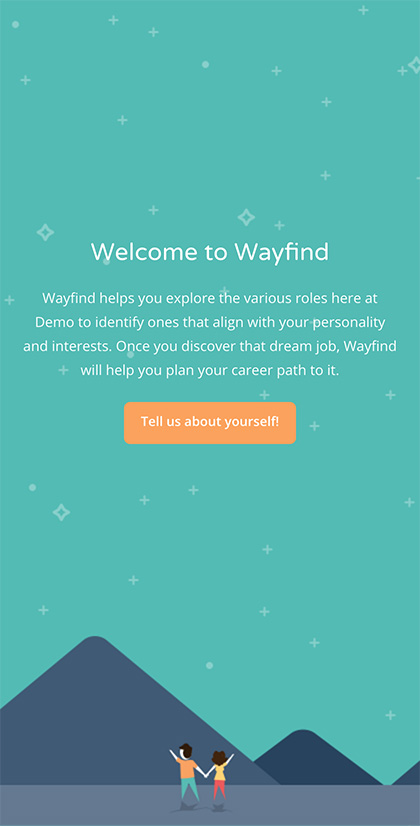 Welcome to Wayfind
Wayfind helps you explore the various roles here at
Demo to identify ones that align with your personality
and interests. Once you discover that dream job, Wayfind
will help you plan your career path to it.
Tell us about yourself!